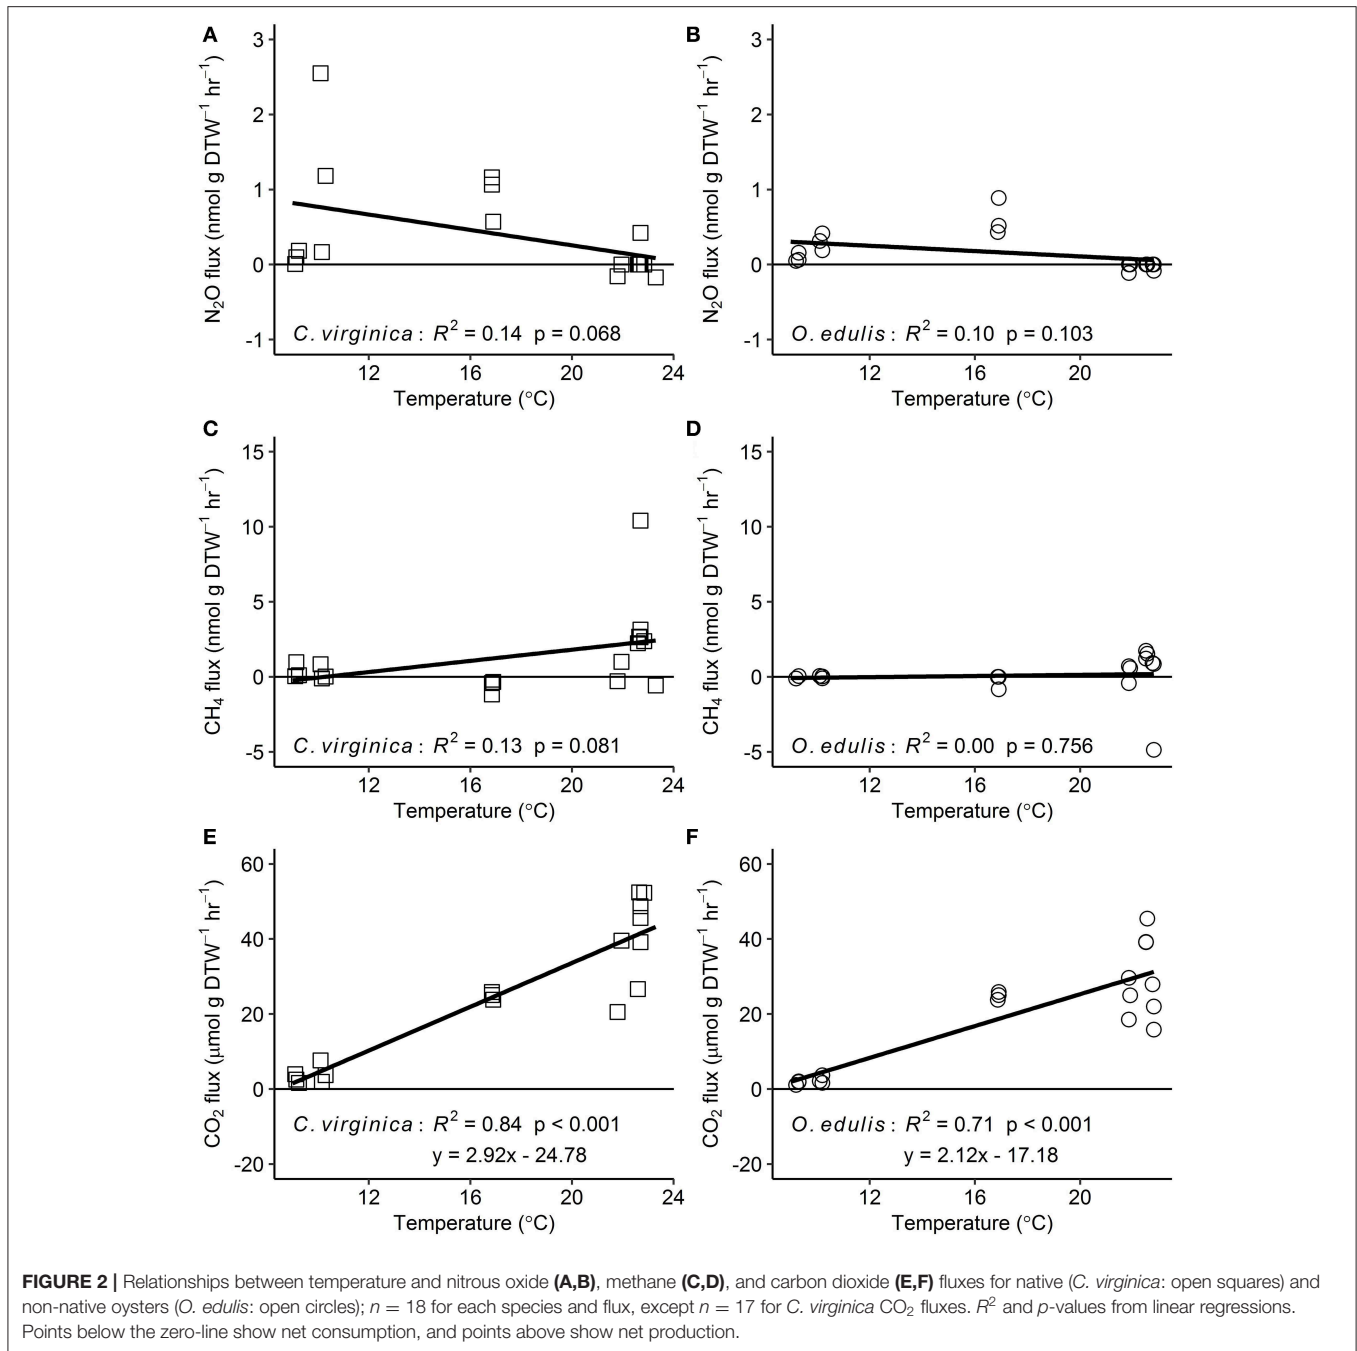 A
B
N₂O flux (nmol g DTW⁻¹ hr⁻¹)
3
2
1
0
-1
C. virginica: R² = 0.14 p = 0.068
12 16 20 24
Temperature (°C)
N₂O flux (nmol g DTW⁻¹ hr⁻¹)
3
2
1
0
-1
O. edulis: R² = 0.10 p = 0.103
12 16 20
Temperature (°C)
C
D
CH₄ flux (nmol g DTW⁻¹ hr⁻¹)
15
10
5
0
-5
C. virginica: R² = 0.13 p = 0.081
12 16 20 24
Temperature (°C)
CH₄ flux (nmol g DTW⁻¹ hr⁻¹)
15
10
5
0
-5
O. edulis: R² = 0.00 p = 0.756
12 16 20
Temperature (°C)
E
F
CO₂ flux (μmol g DTW⁻¹ hr⁻¹)
60
40
20
0
-20
C. virginica: R² = 0.84 p < 0.001
y = 2.92x - 24.78
12 16 20 24
Temperature (°C)
CO₂ flux (μmol g DTW⁻¹ hr⁻¹)
60
40
20
0
-20
O. edulis: R² = 0.71 p < 0.001
y = 2.12x - 17.18
12 16 20
Temperature (°C)
FIGURE 2 | Relationships between temperature and nitrous oxide (A,B), methane (C,D), and carbon dioxide (E,F) fluxes for native (C. virginica: open squares) and
non-native oysters (O. edulis: open circles); n = 18 for each species and flux, except n = 17 for C. virginica CO₂ fluxes. R² and p-values from linear regressions.
Points below the zero-line show net consumption, and points above show net production.